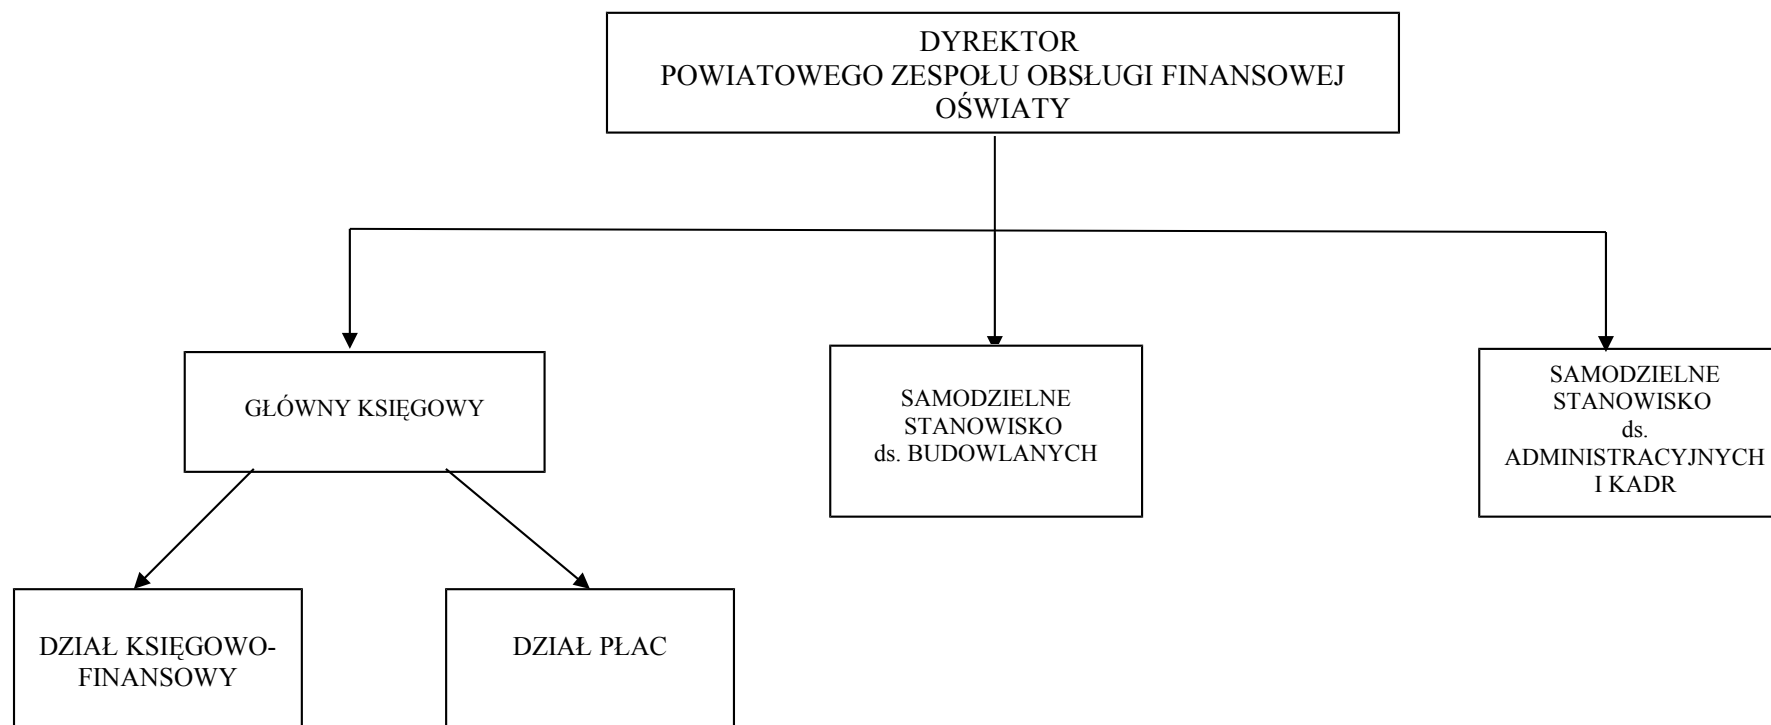 DYREKTOR
POWIATOWEGO ZESPOŁU OBSŁUGI FINANSOWEJ
OŚWIATY
GŁÓWNY KSIĘGOWY
SAMODZIELNE
STANOWISKO
ds. BUDOWLANYCH
SAMODZIELNE
STANOWISKO
ds.
ADMINISTRACYJNYCH
I KADR
DZIAŁ KSIĘGOWO-
FINANSOWY
DZIAŁ PŁAC